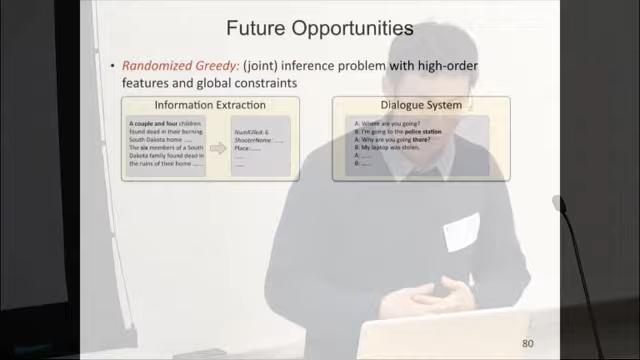 Future Opportunities
• Randomized Greedy: (joint) inference problem with high-order
features and global constraints
Information Extraction
A couple and four children
found dead in their burning
South Dakota home ......
The six members of a South
Dakota family found dead in
the ruins of their home .....
NumKilled: 6
ShooterName: .....
Place: .....
.....
.....
Dialogue System
A: Where are you going?
B: I'm going to the police station.
A: Why are you going there?
B: My laptop was stolen.
A: ......
B: ......
80